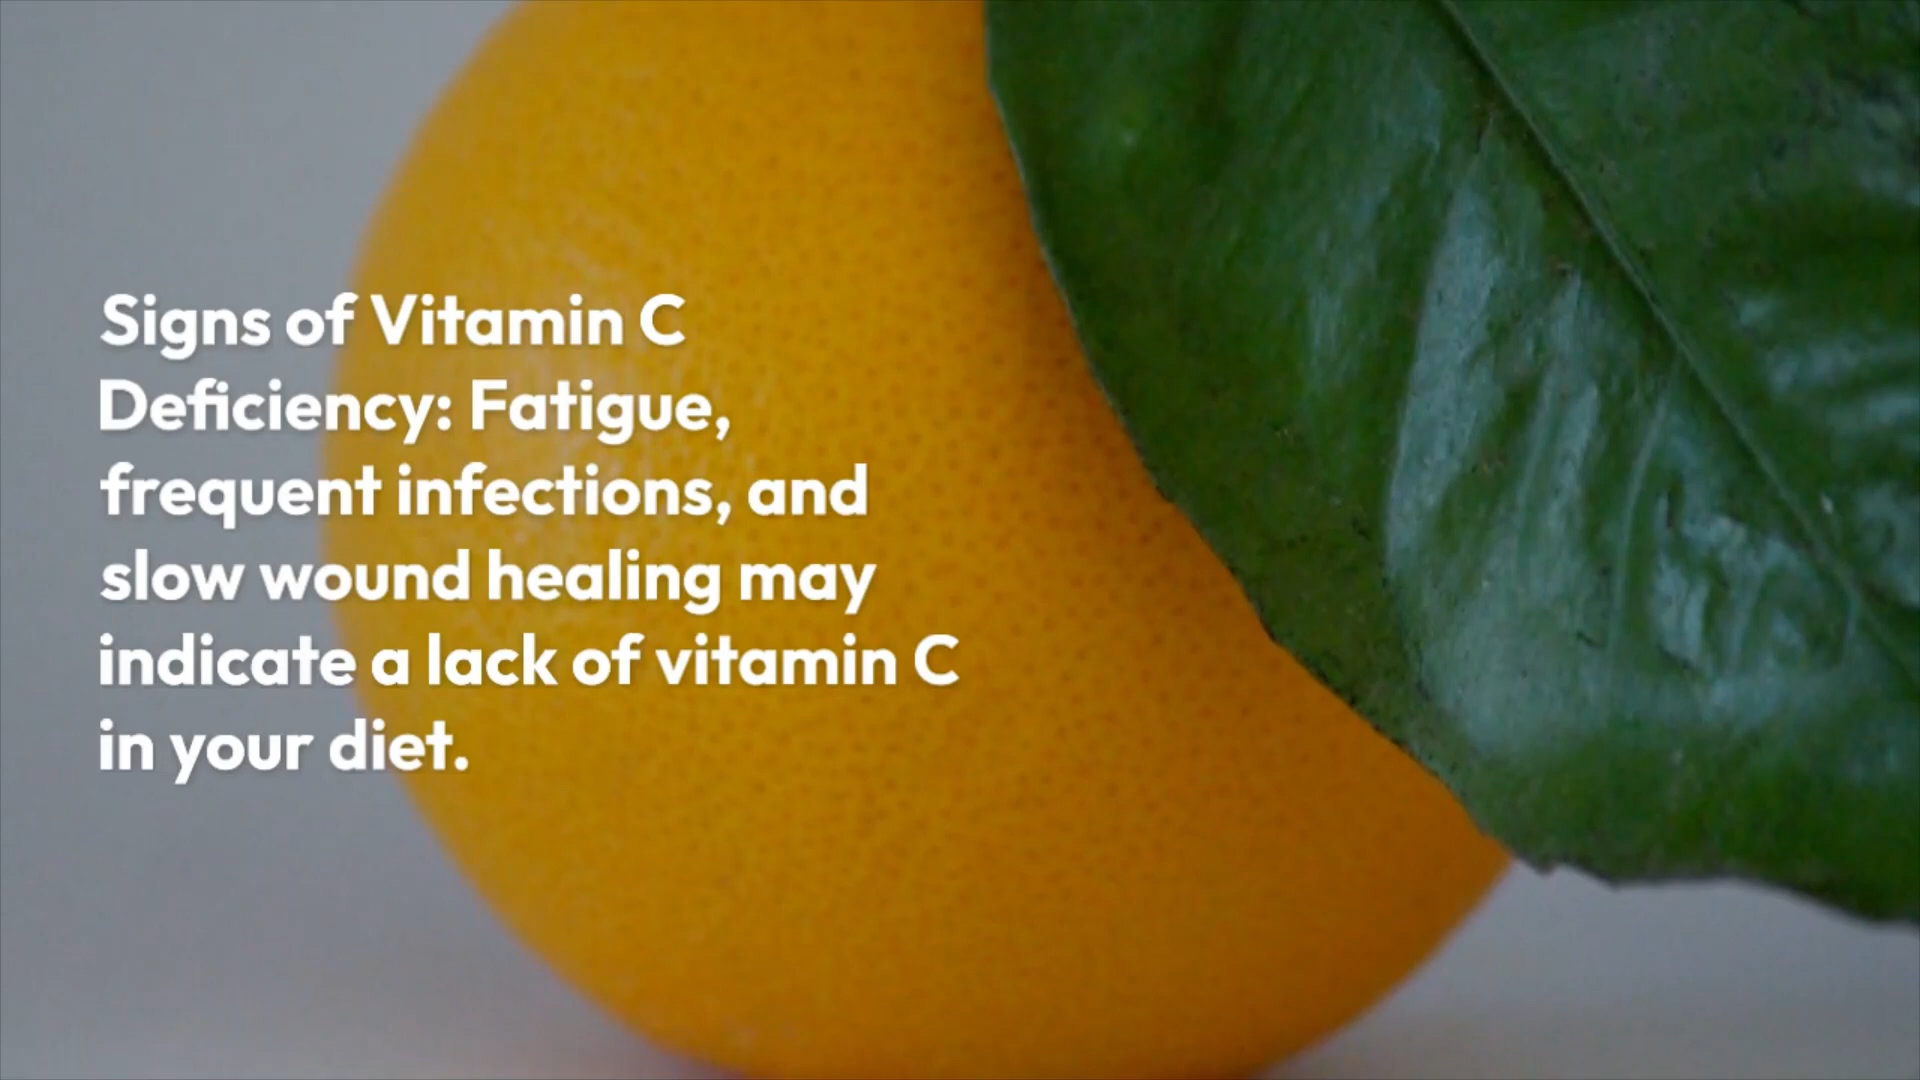 Signs of Vitamin C
Deficiency: Fatigue,
frequent infections, and
slow wound healing may
indicate a lack of vitamin C
in your diet.